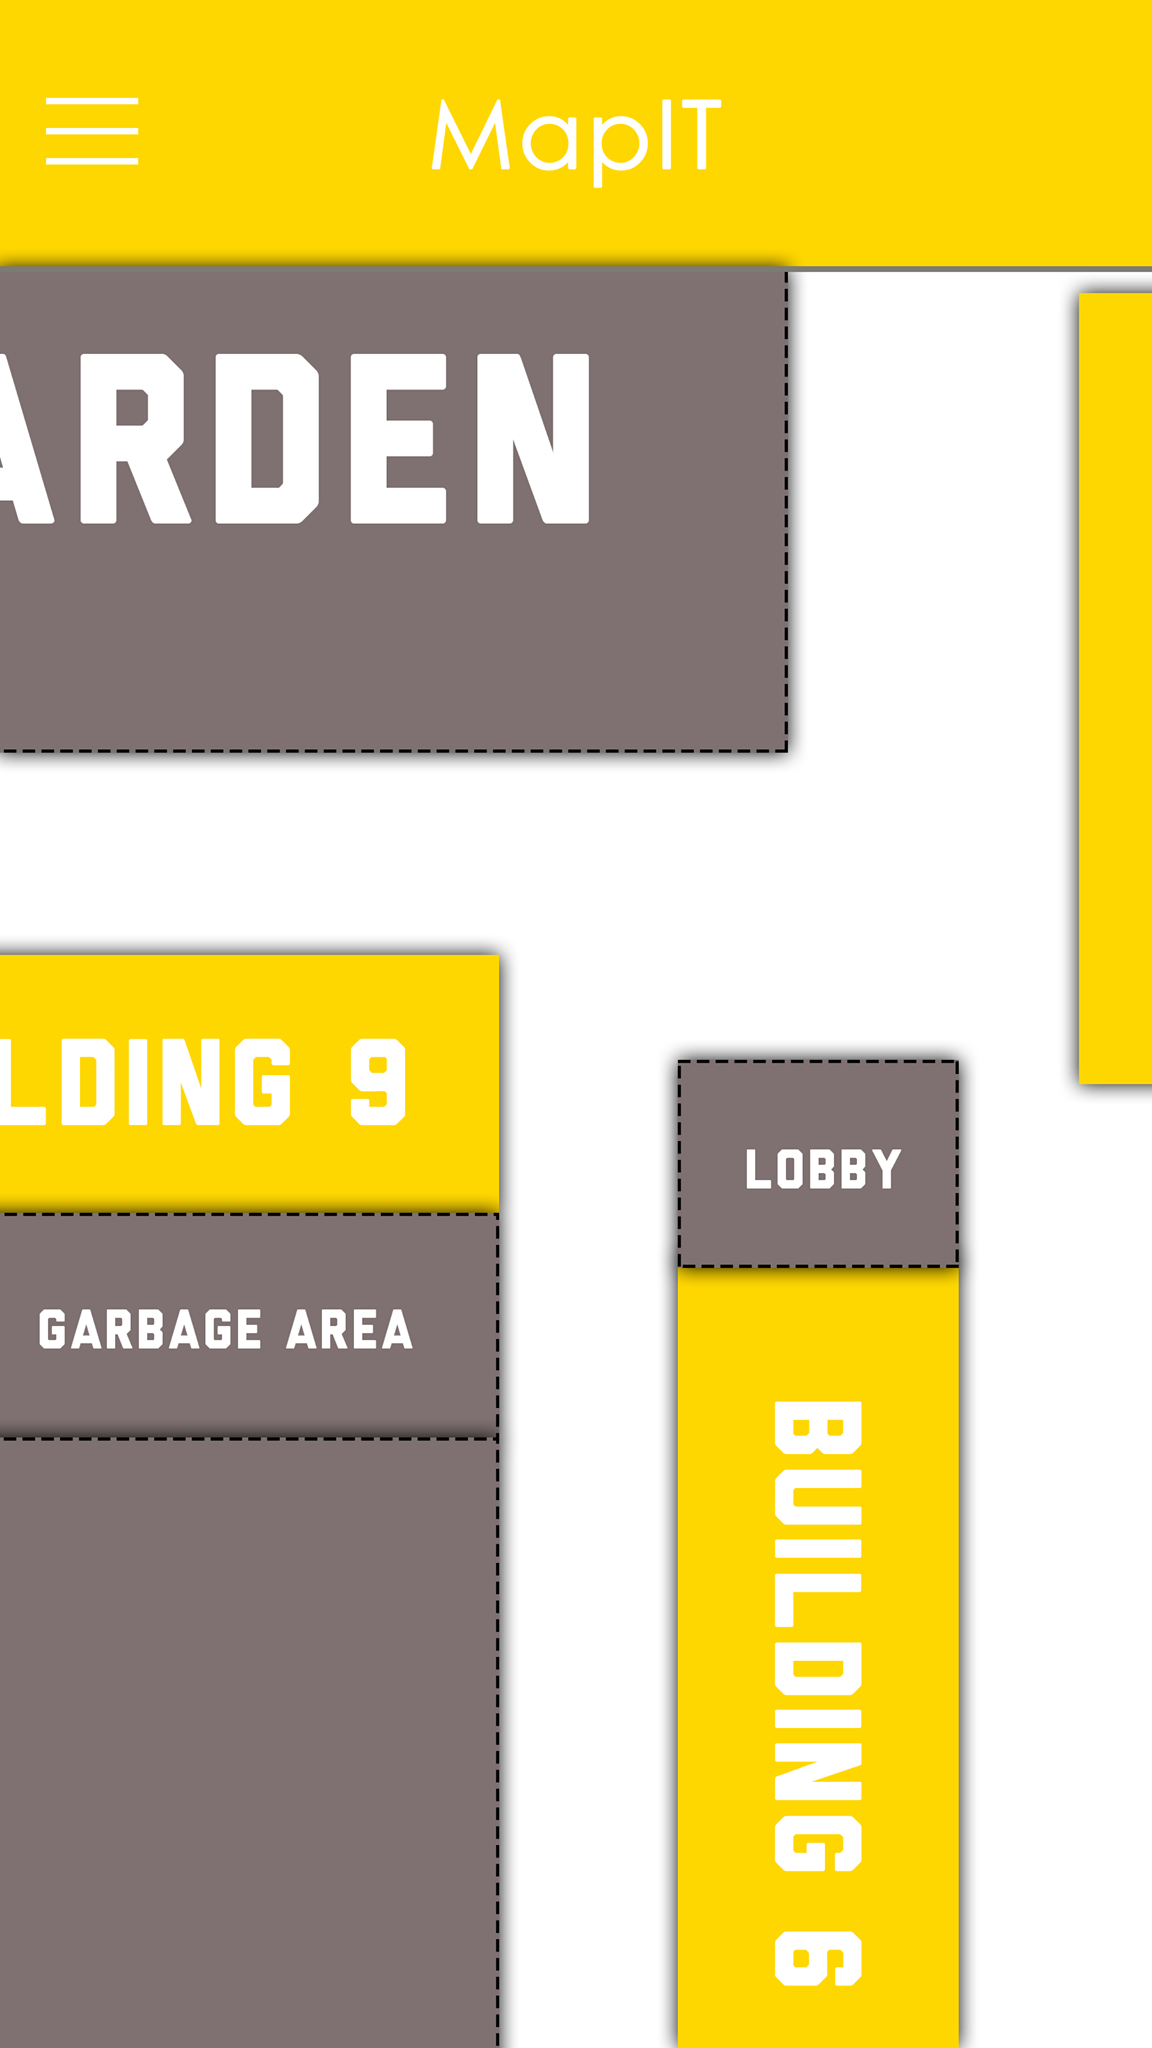 MapIT
ARDEN
LDING 9
LOBBY
GARBAGE AREA
BUILDING 6